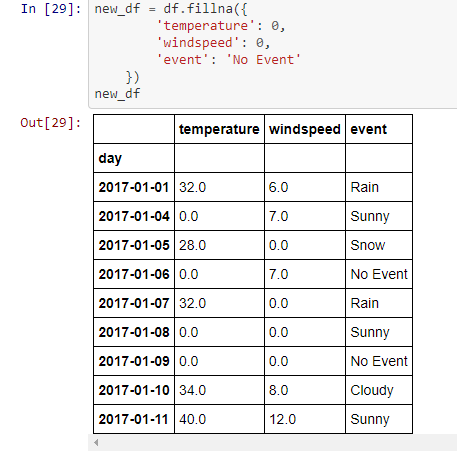 In [29]: new_df = df.fillna({
'temperature': 0,
'windspeed': 0,
'event': 'No Event'
})
new_df
Out[29]:
temperature windspeed event
day
2017-01-01 32.0 6.0 Rain
2017-01-04 0.0 7.0 Sunny
2017-01-05 28.0 0.0 Snow
2017-01-06 0.0 7.0 No Event
2017-01-07 32.0 0.0 Rain
2017-01-08 0.0 0.0 Sunny
2017-01-09 0.0 0.0 No Event
2017-01-10 34.0 8.0 Cloudy
2017-01-11 40.0 12.0 Sunny